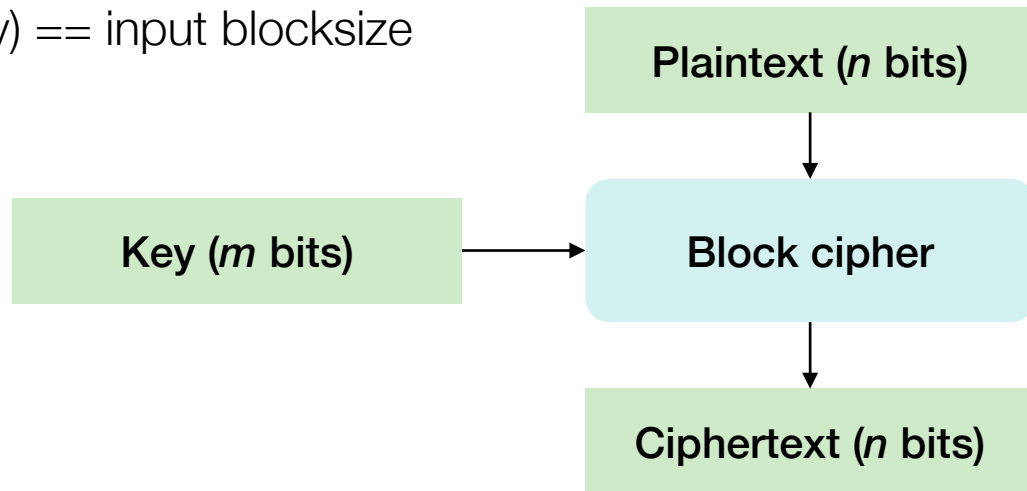 y) == input blocksize
Plaintext (n bits)
Key (m bits)
Block cipher
Ciphertext (n bits)